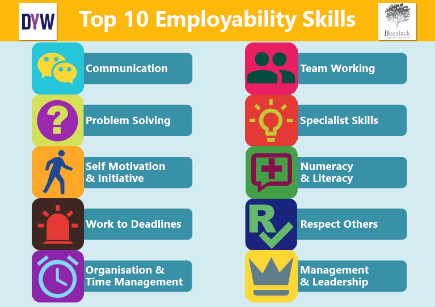 DYW
Top 10 Employability Skills
Beeslack
Communication
Problem Solving
Self Motivation
& Initiative
Work to Deadlines
Organisation &
Time Management
Team Working
Specialist Skills
Numeracy
& Literacy
Respect Others
Management
& Leadership